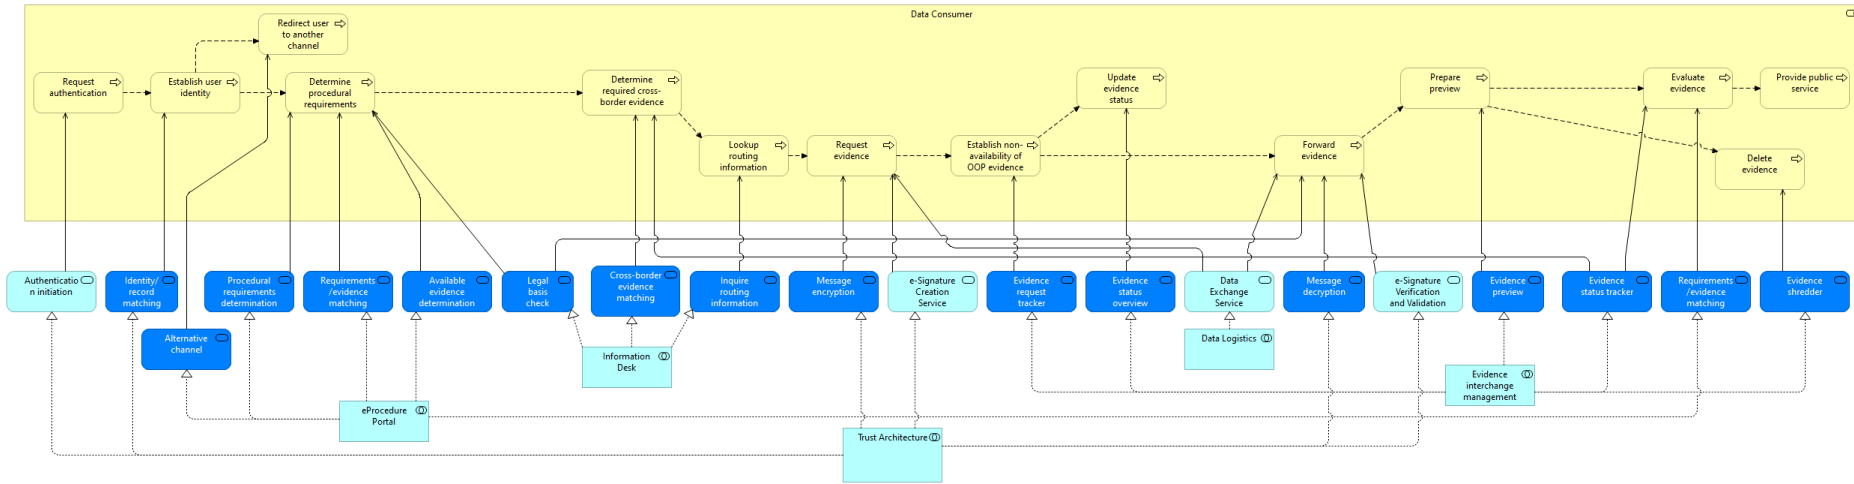 Data Consumer
Redirect user
to another
channel
Request
authentication
Establish user
identity
Determine
procedural
requirements
Determine
required cross-
border evidence
Update
evidence
status
Prepare
preview
Evaluate
evidence
Provide public
service
Lookup
routing
information
Request
evidence
Establish non-
availability of
OOP evidence
Forward
evidence
Delete
evidence
Authenticatio
n initiation
Identity/
record
matching
Procedural
requirements
determination
Requirements
/evidence
matching
Available
evidence
determination
Legal
basis
check
Cross-border
evidence
matching
Inquire
routing
information
Message
encryption
e-Signature
Creation
Service
Evidence
request
tracker
Evidence
status
overview
Data
Exchange
Service
Message
decryption
e-Signature
Verification
and Validation
Evidence
preview
Evidence
status tracker
Requirements
/evidence
matching
Evidence
shredder
Alternative
channel
Information
Desk
Data Logistics
Evidence
interchange
management
eProcedure
Portal
Trust Architecture